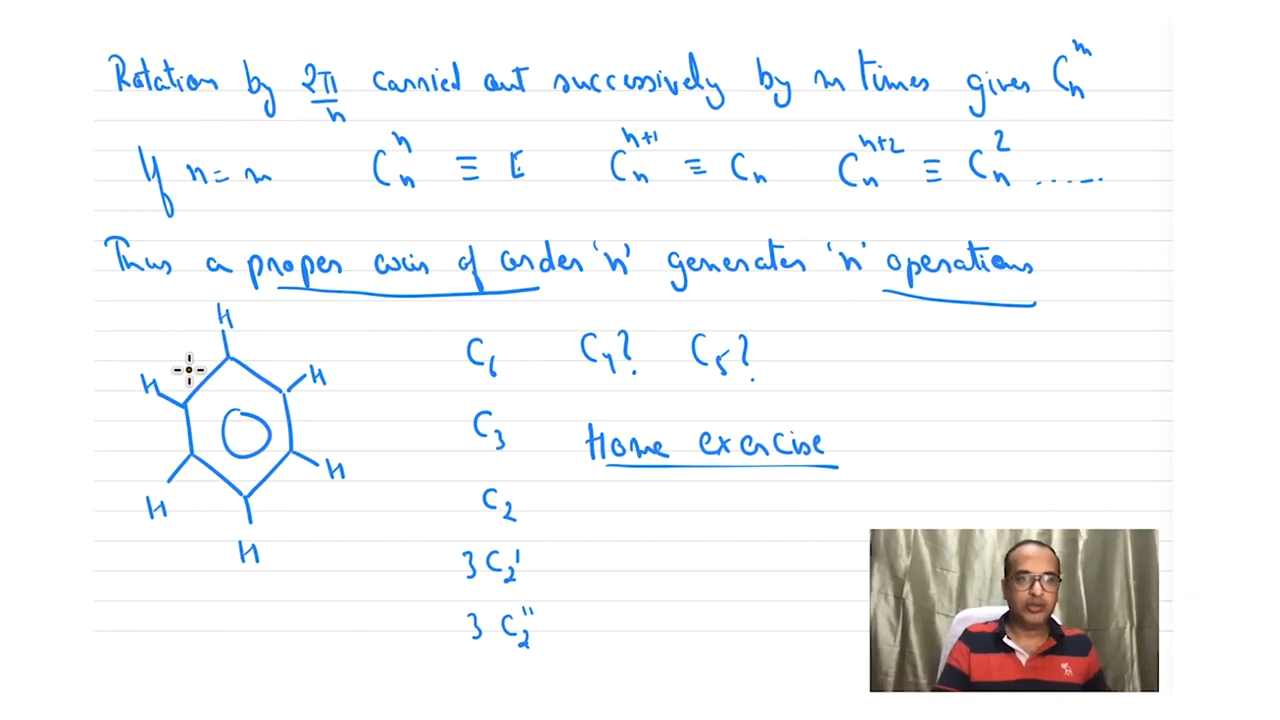 Rotation by 2π/n carried out successively by m times gives Cₙᵐ
If n = m Cₙⁿ ≡ E Cₙⁿ⁺¹ ≡ Cₙ Cₙⁿ⁺² ≡ Cₙ² ......
Thus a proper axis of order 'n' generates 'n' operations
H
H H
H
H
H
C₆ C₄? C₅?
C₃ Home exercise
C₂
3 C₂'
3 C₂"